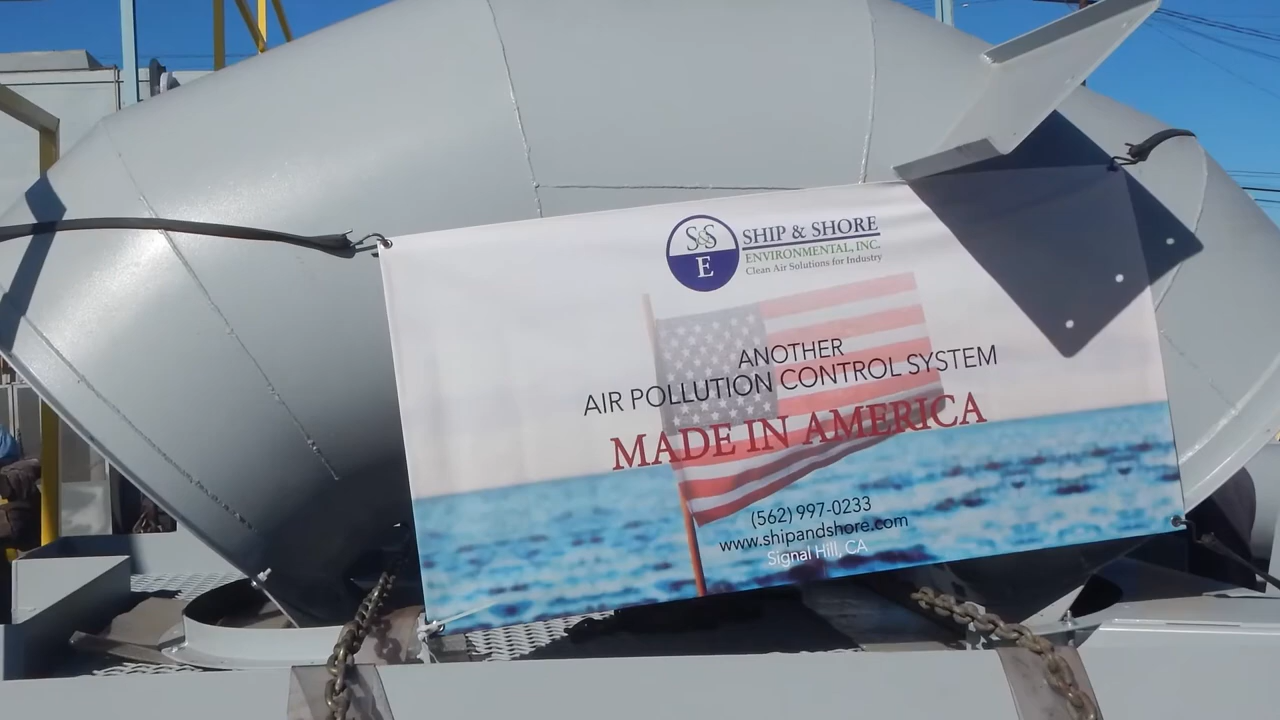 S&S
E
SHIP & SHORE
ENVIRONMENTAL, INC.
Clean Air Solutions for Industry
ANOTHER
AIR POLLUTION CONTROL SYSTEM
MADE IN AMERICA
(562) 997-0233
www.shipandshore.com
Signal Hill, CA